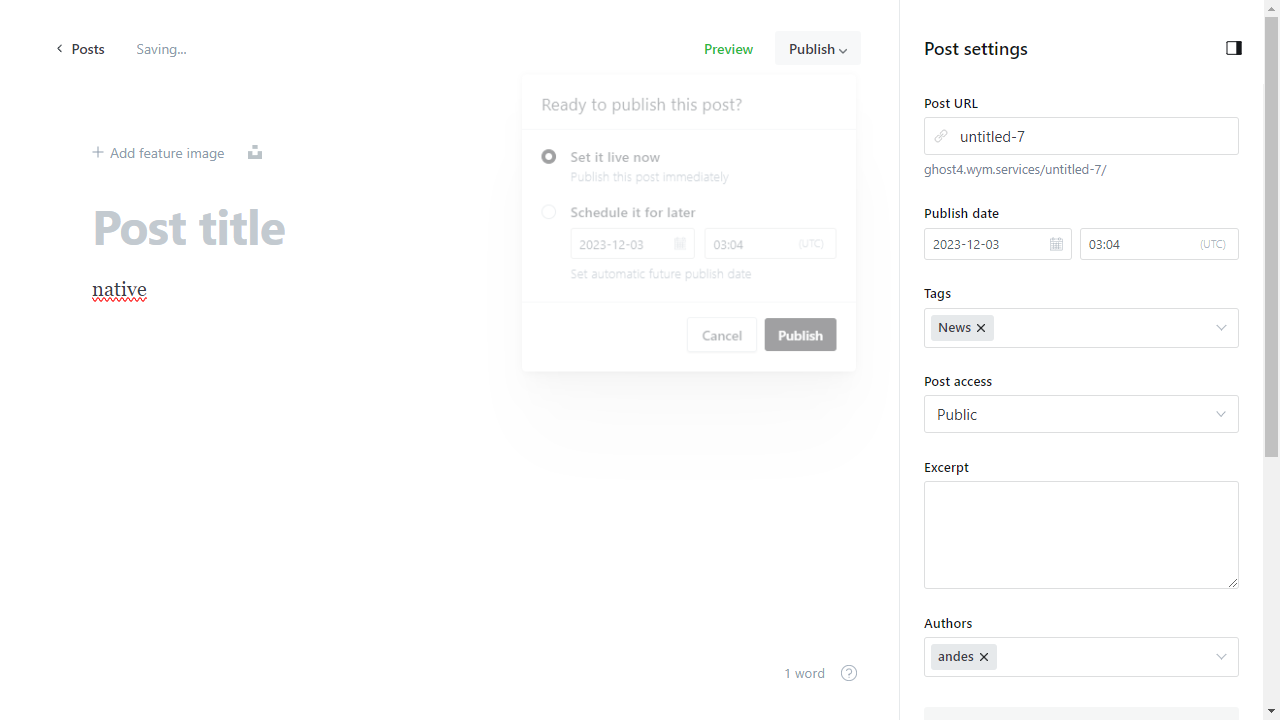 Posts
Saving...
Preview
Publish
Ready to publish this post?
Set it live now
Publish this post immediately
Schedule it for later
2023-12-03
03:04
(UTC)
Set automatic future publish date
Cancel
Publish
Add feature image
Post title
native
1 word
?
Post settings
Post URL
untitled-7
ghost4.wym.services/untitled-7/
Publish date
2023-12-03
03:04
(UTC)
Tags
News
Post access
Public
Excerpt
Authors
andes